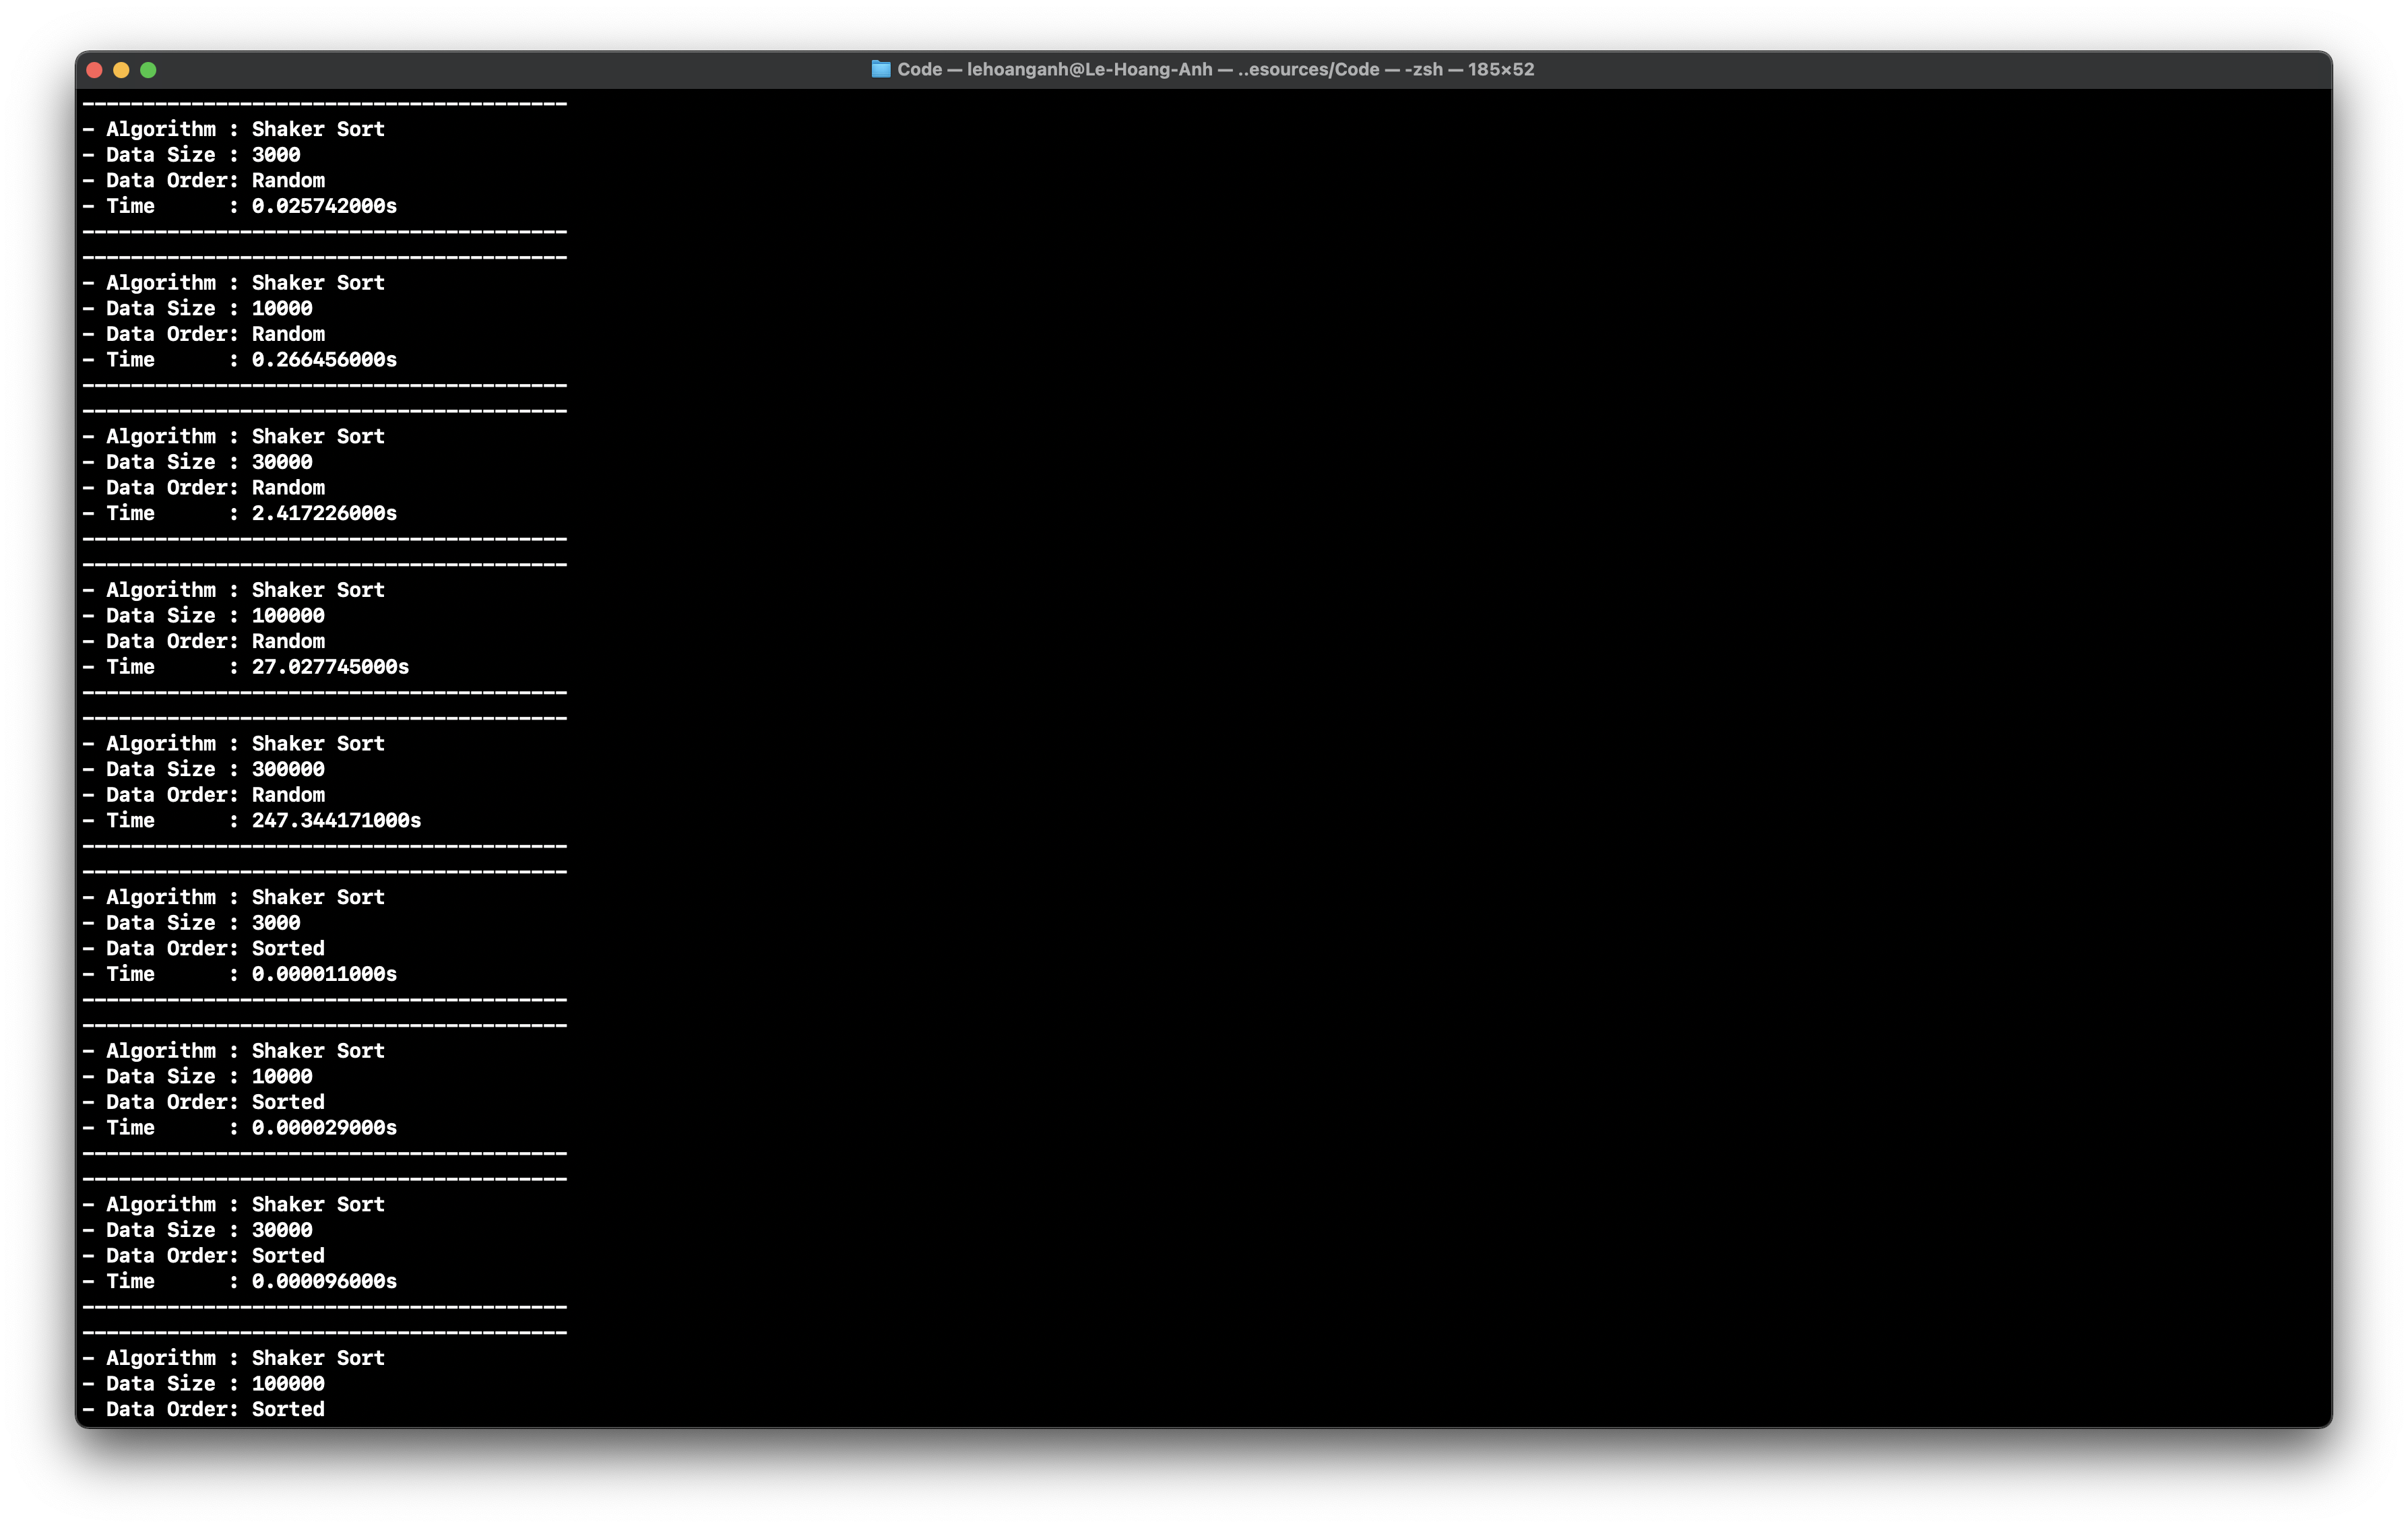 Code — lehoanganh@Le-Hoang-Anh — ..esources/Code — -zsh — 185×52
----------------------------------------
- Algorithm : Shaker Sort
- Data Size : 3000
- Data Order: Random
- Time      : 0.025742000s
----------------------------------------
----------------------------------------
- Algorithm : Shaker Sort
- Data Size : 10000
- Data Order: Random
- Time      : 0.266456000s
----------------------------------------
----------------------------------------
- Algorithm : Shaker Sort
- Data Size : 30000
- Data Order: Random
- Time      : 2.417226000s
----------------------------------------
----------------------------------------
- Algorithm : Shaker Sort
- Data Size : 100000
- Data Order: Random
- Time      : 27.027745000s
----------------------------------------
----------------------------------------
- Algorithm : Shaker Sort
- Data Size : 300000
- Data Order: Random
- Time      : 247.344171000s
----------------------------------------
----------------------------------------
- Algorithm : Shaker Sort
- Data Size : 3000
- Data Order: Sorted
- Time      : 0.000011000s
----------------------------------------
----------------------------------------
- Algorithm : Shaker Sort
- Data Size : 10000
- Data Order: Sorted
- Time      : 0.000029000s
----------------------------------------
----------------------------------------
- Algorithm : Shaker Sort
- Data Size : 30000
- Data Order: Sorted
- Time      : 0.000096000s
----------------------------------------
----------------------------------------
- Algorithm : Shaker Sort
- Data Size : 100000
- Data Order: Sorted